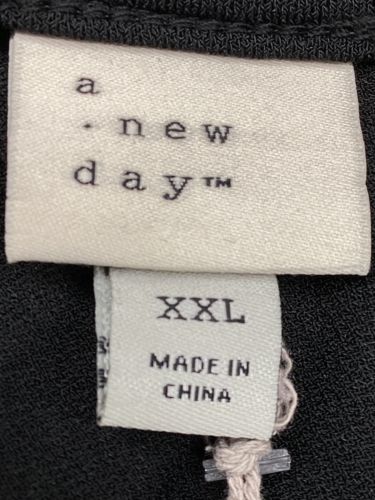 a
· new
day™
XXL
MADE IN
CHINA